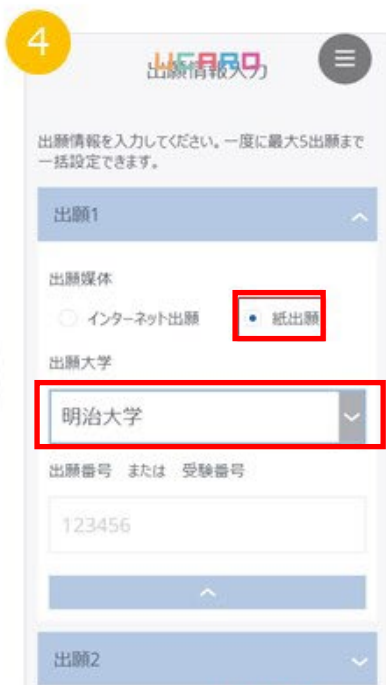 4
UCARO
出願情報入力
出願情報を入力してください。一度に最大5出願まで
一括設定できます。
出願1
出願媒体
インターネット出願 紙出願
出願大学
明治大学
出願番号 または 受験番号
123456
出願2